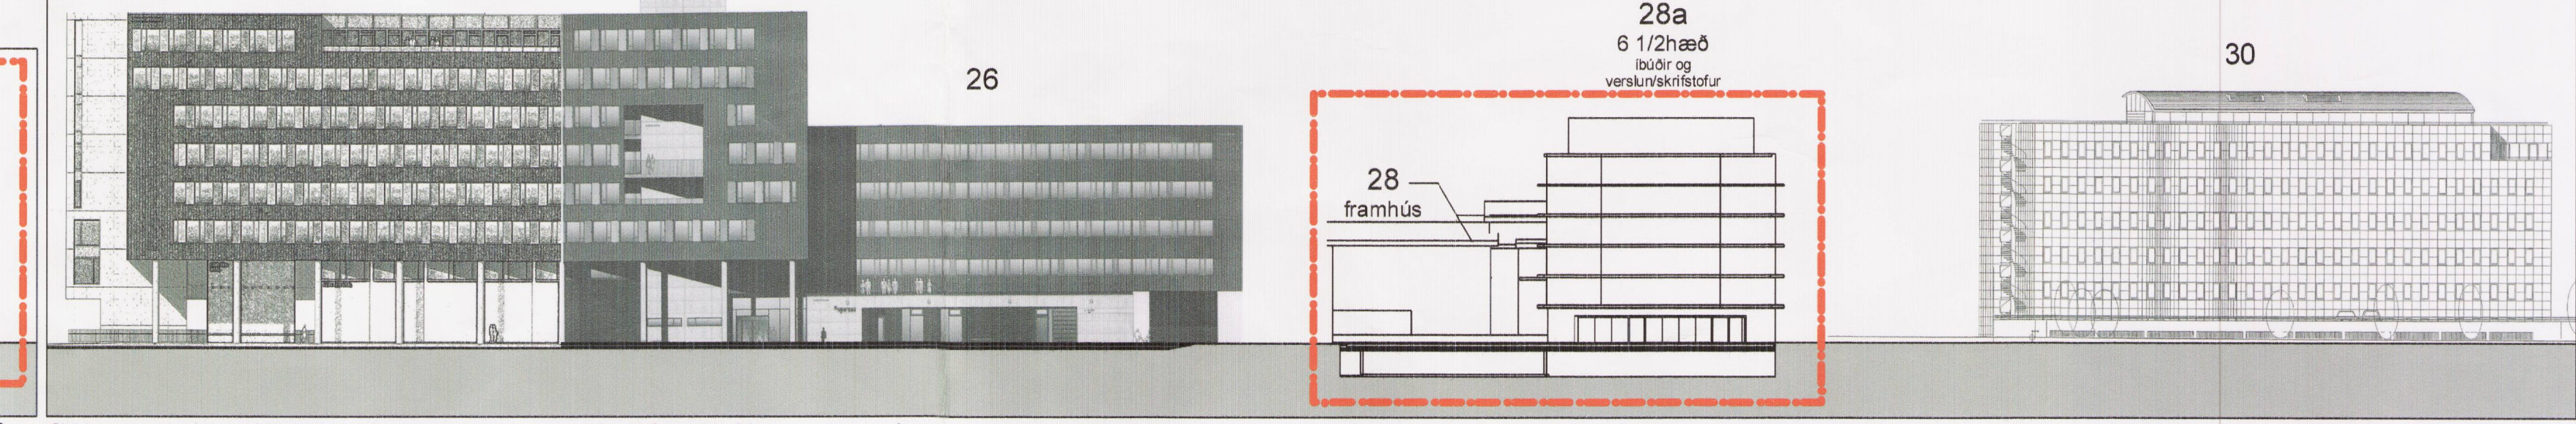 26
28a
6 1/2hæð
íbúðir og
verslun/skrifstofur
28
framhús
30